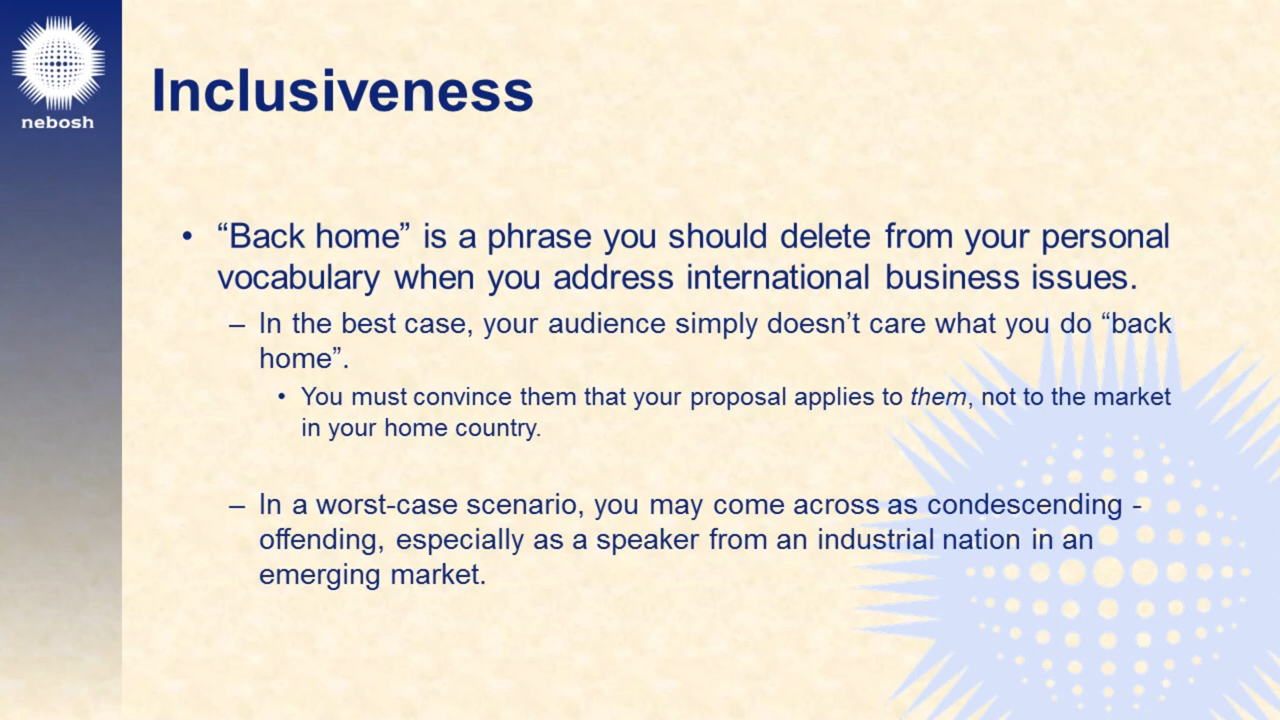 nebosh
Inclusiveness
• “Back home” is a phrase you should delete from your personal
vocabulary when you address international business issues.
– In the best case, your audience simply doesn’t care what you do “back
home”.
• You must convince them that your proposal applies to them, not to the market
in your home country.
– In a worst-case scenario, you may come across as condescending -
offending, especially as a speaker from an industrial nation in an
emerging market.